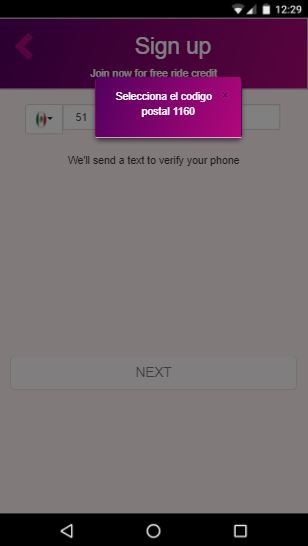 12:29
Sign up
Join now for free ride credit
Selecciona el codigo ×
postal 1160
51
We'll send a text to verify your phone
NEXT